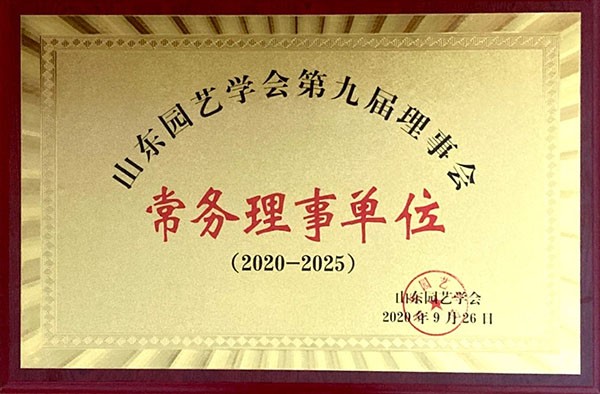 山东园艺学会第九届理事会
常务理事单位
(2020-2025)
山东园艺学会
2020年9月26日